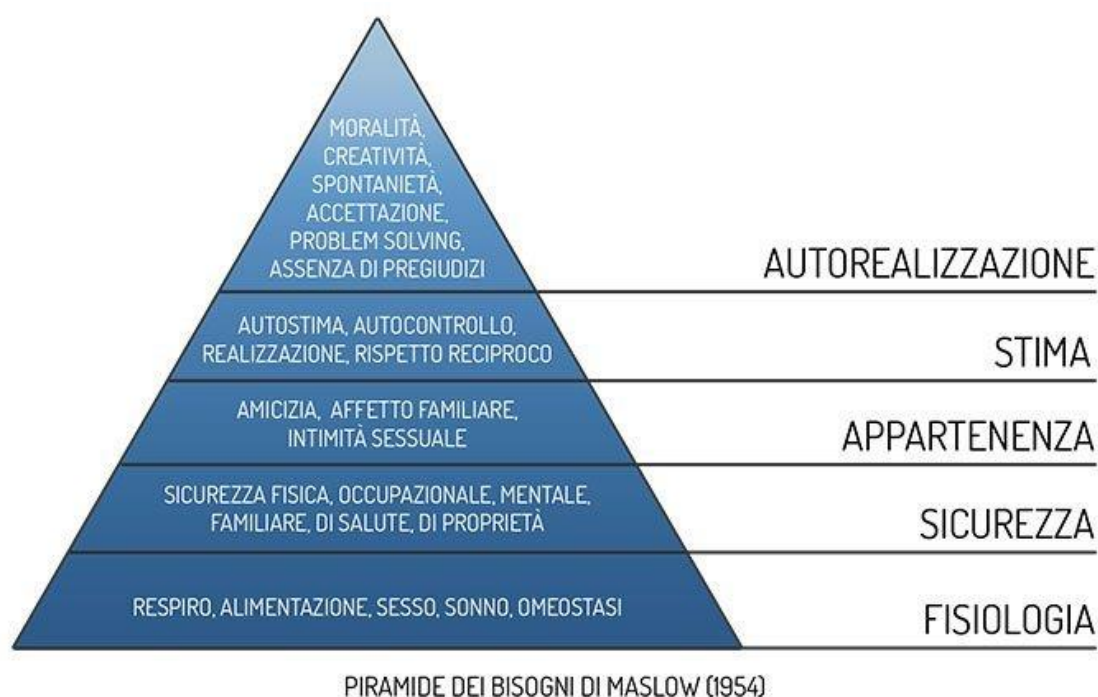 MORALITÀ,
CREATIVITÀ,
SPONTANIETÀ,
ACCETTAZIONE,
PROBLEM SOLVING,
ASSENZA DI PREGIUDIZI
AUTOREALIZZAZIONE
AUTOSTIMA, AUTOCONTROLLO,
REALIZZAZIONE, RISPETTO RECIPROCO
STIMA
AMICIZIA, AFFETTO FAMILIARE,
INTIMITÀ SESSUALE
APPARTENENZA
SICUREZZA FISICA, OCCUPAZIONALE, MENTALE,
FAMILIARE, DI SALUTE, DI PROPRIETÀ
SICUREZZA
RESPIRO, ALIMENTAZIONE, SESSO, SONNO, OMEOSTASI
FISIOLOGIA
PIRAMIDE DEI BISOGNI DI MASLOW (1954)